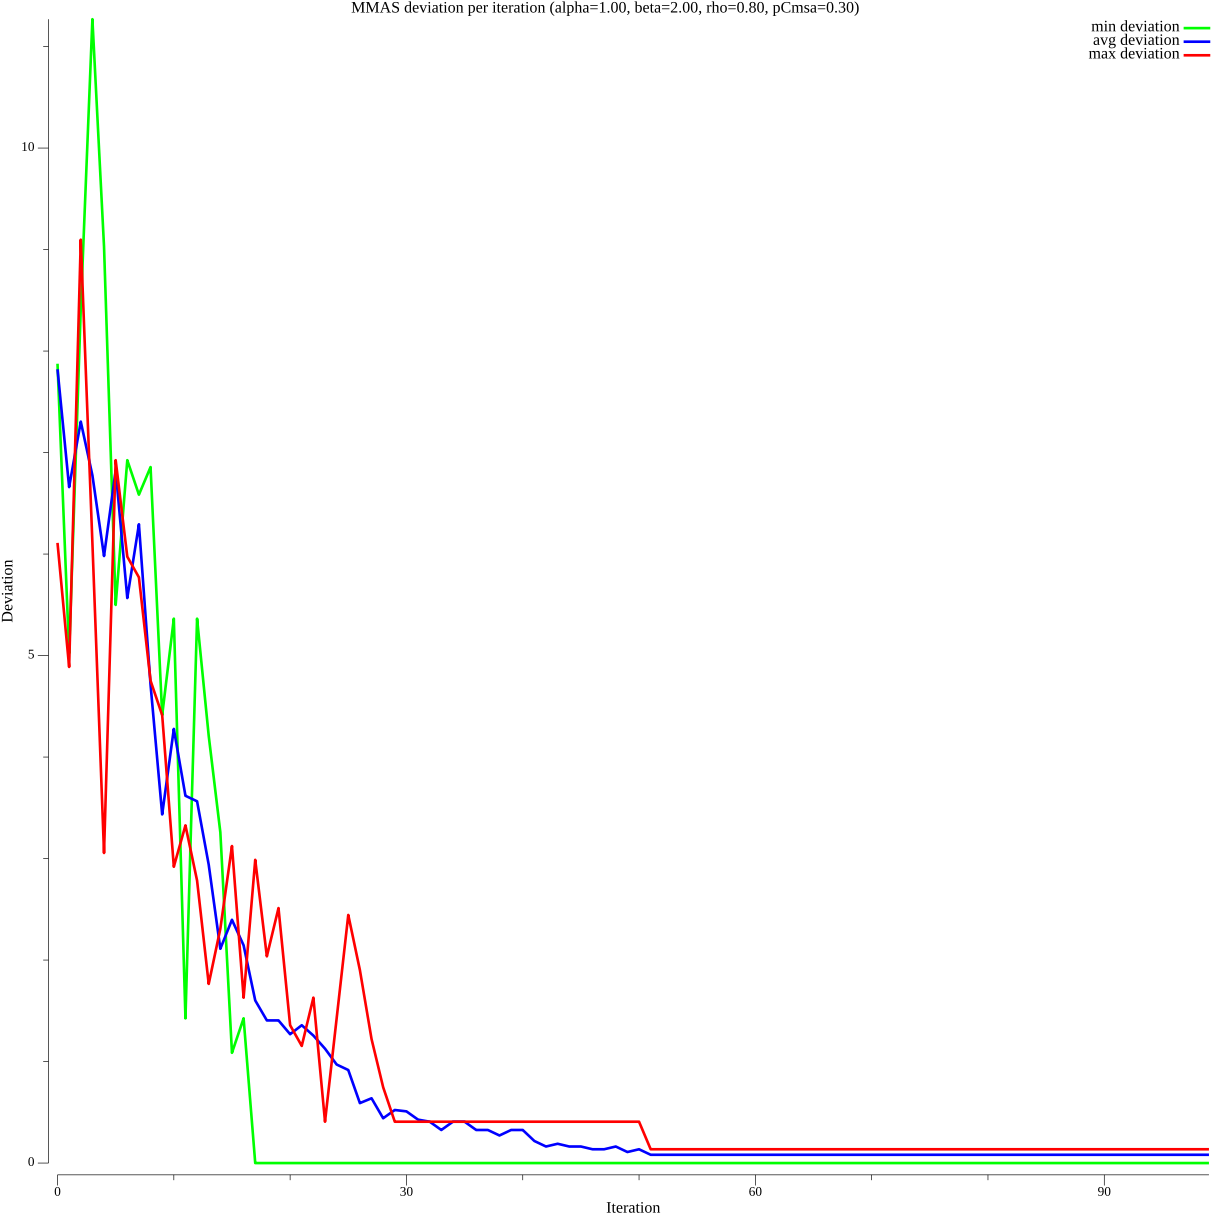 MMAS deviation per iteration (alpha=1.00, beta=2.00, rho=0.80, pCmsa=0.30)
min deviation
avg deviation
max deviation
10
5
0
Deviation
0
30
60
90
Iteration